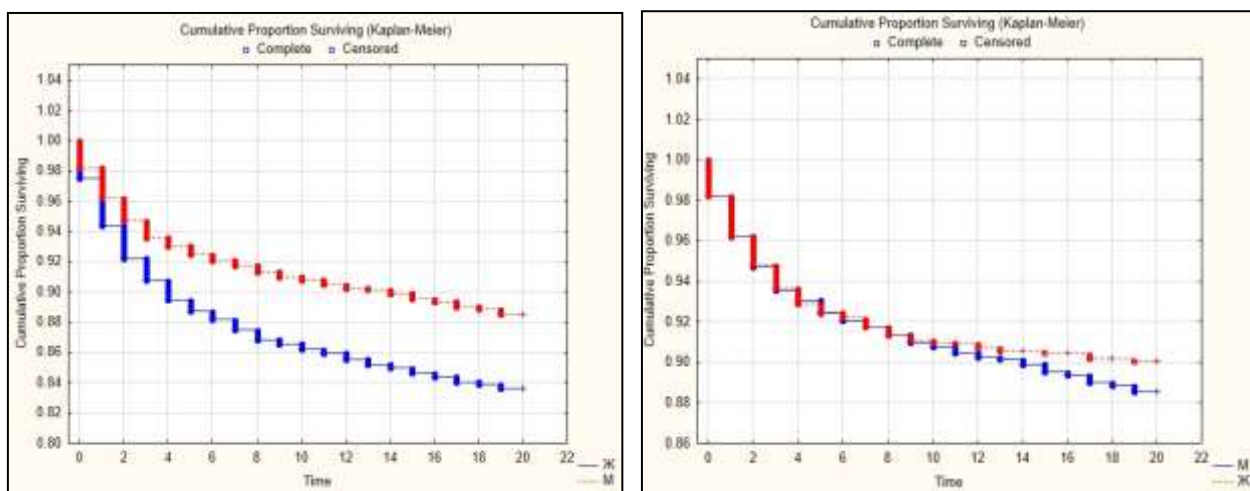 Cumulative Proportion Surviving (Kaplan-Meier)
Complete Censored
1.04
1.02
1.00
0.98
0.96
0.94
0.92
0.90
0.88
0.86
0.84
0.82
0.80
Cumulative Proportion Surviving
0 2 4 6 8 10 12 14 16 18 20 22
Time
Ж
М
Cumulative Proportion Surviving (Kaplan-Meier)
Complete Censored
1.04
1.02
1.00
0.98
0.96
0.94
0.92
0.90
0.88
0.86
Cumulative Proportion Surviving
0 2 4 6 8 10 12 14 16 18 20 22
Time
М
Ж